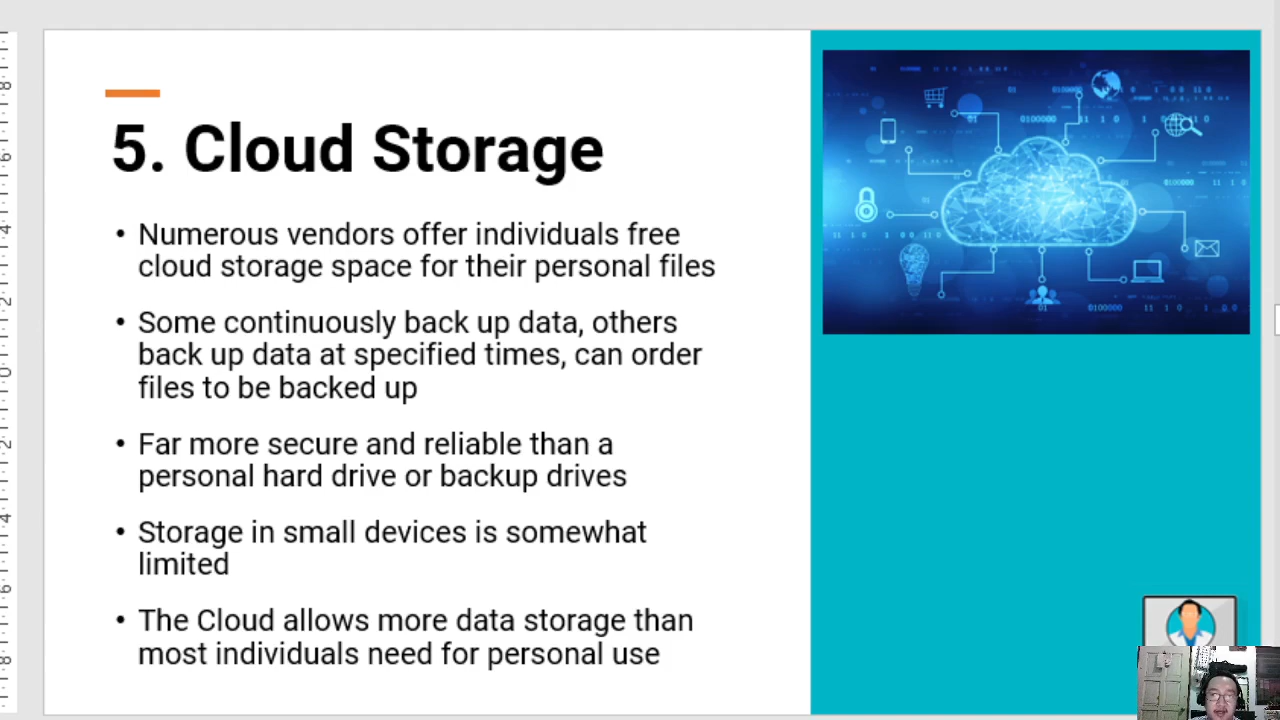 5. Cloud Storage
• Numerous vendors offer individuals free
cloud storage space for their personal files
• Some continuously back up data, others
back up data at specified times, can order
files to be backed up
• Far more secure and reliable than a
personal hard drive or backup drives
• Storage in small devices is somewhat
limited
• The Cloud allows more data storage than
most individuals need for personal use